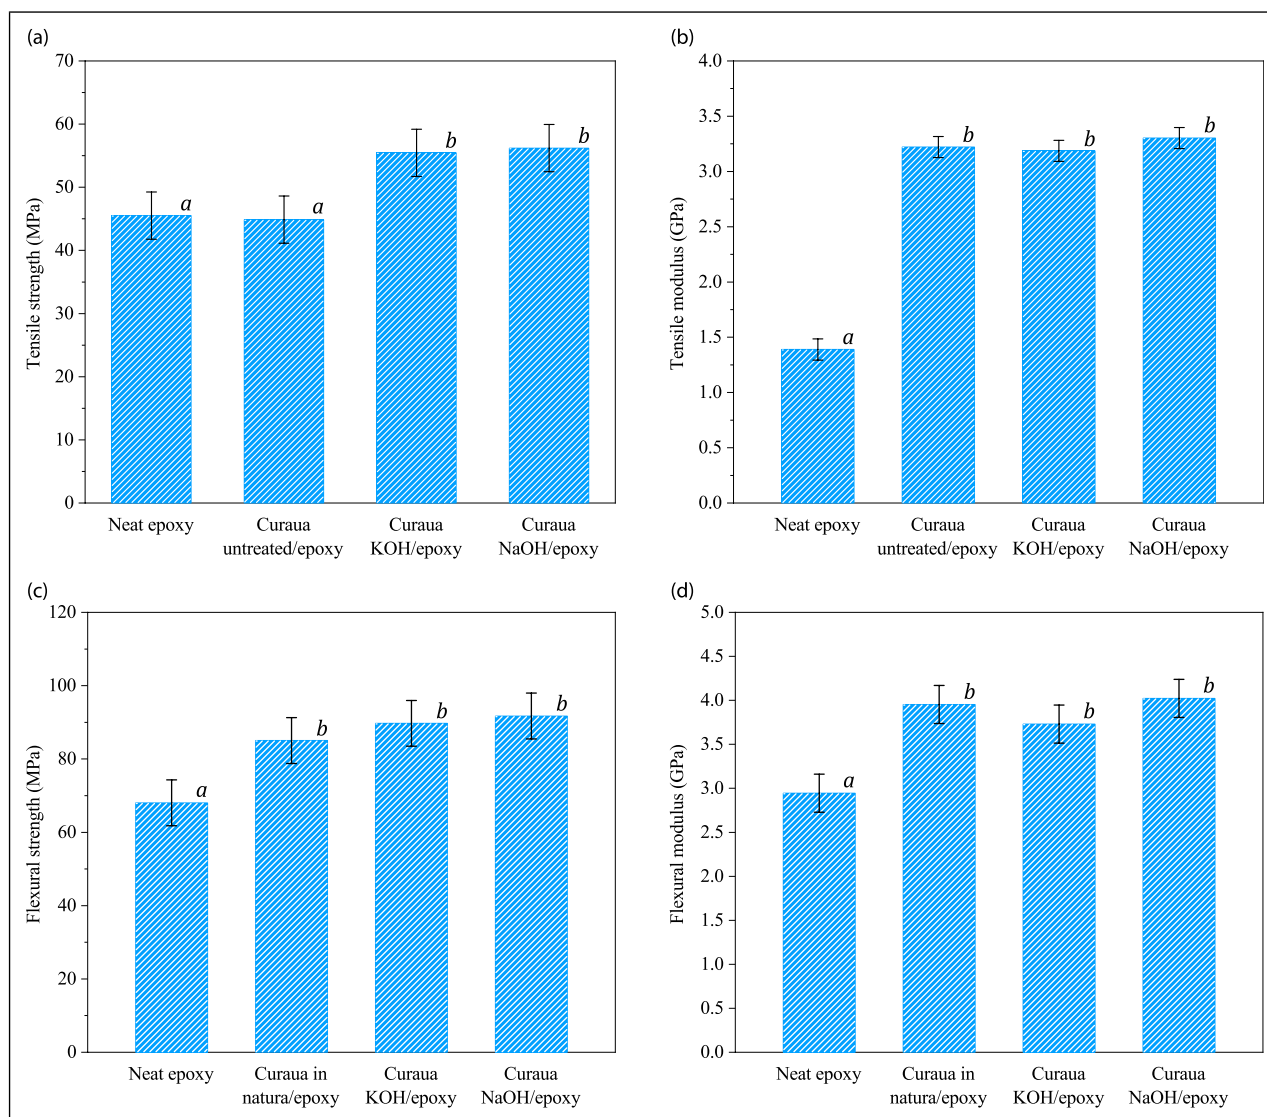 (a)
70
60
50
40
30
20
10
0
Tensile strength (MPa)
a
a
b
b
Neat epoxy
Curaua
untreated/epoxy
Curaua
KOH/epoxy
Curaua
NaOH/epoxy
(b)
4.0
3.5
3.0
2.5
2.0
1.5
1.0
0.5
0.0
Tensile modulus (GPa)
a
b
b
b
Neat epoxy
Curaua
untreated/epoxy
Curaua
KOH/epoxy
Curaua
NaOH/epoxy
(c)
120
100
80
60
40
20
0
Flexural strength (MPa)
a
b
b
b
Neat epoxy
Curaua in
natura/epoxy
Curaua
KOH/epoxy
Curaua
NaOH/epoxy
(d)
5.0
4.5
4.0
3.5
3.0
2.5
2.0
1.5
1.0
0.5
0.0
Flexural modulus (GPa)
a
b
b
b
Neat epoxy
Curaua in
natura/epoxy
Curaua
KOH/epoxy
Curaua
NaOH/epoxy